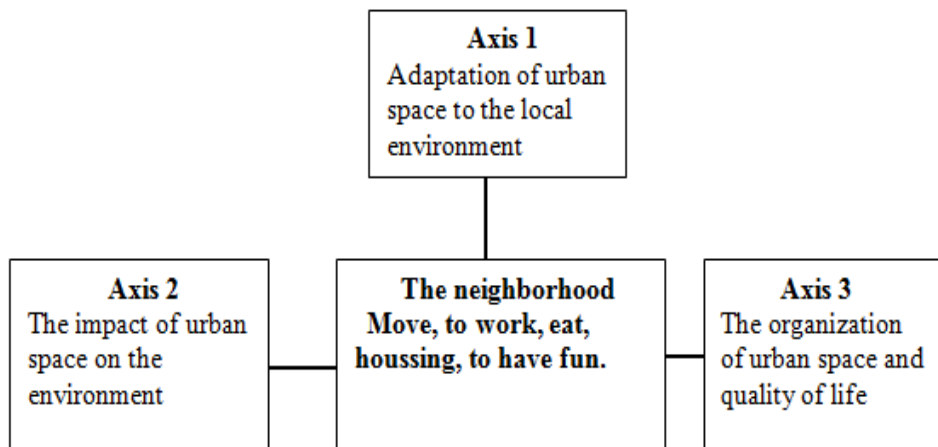 Axis 1
Adaptation of urban
space to the local
environment
Axis 2
The impact of urban
space on the
environment
The neighborhood
Move, to work, eat,
houssing, to have fun.
Axis 3
The organization
of urban space and
quality of life